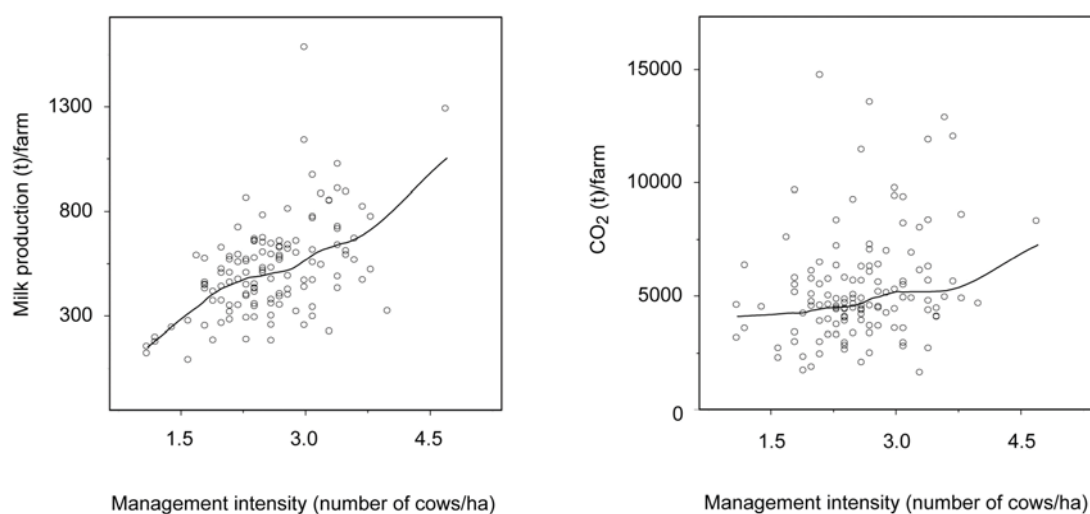 Milk production (t)/farm
1300
800
300
1.5 3.0 4.5
Management intensity (number of cows/ha)
CO₂ (t)/farm
15000
10000
5000
0
1.5 3.0 4.5
Management intensity (number of cows/ha)